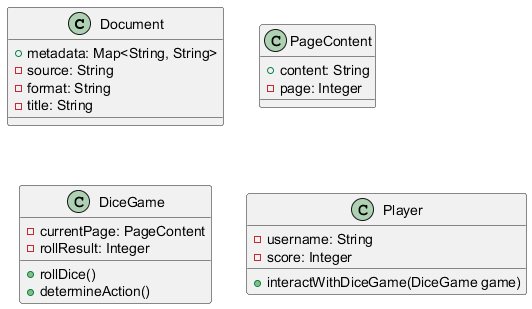 C Document
metadata: Map<String, String>
source: String
format: String
title: String
C PageContent
content: String
page: Integer
C DiceGame
currentPage: PageContent
rollResult: Integer
rollDice()
determineAction()
C Player
username: String
score: Integer
interactWithDiceGame(DiceGame game)